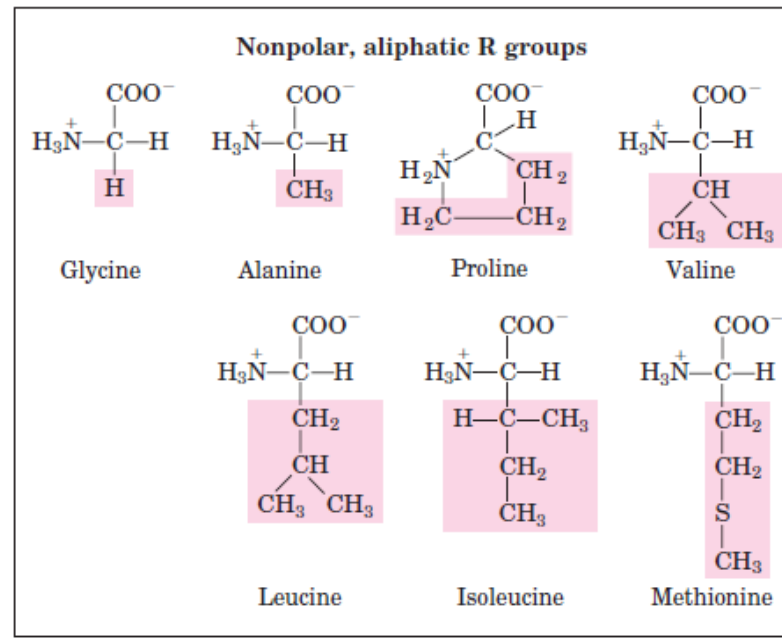 Nonpolar, aliphatic R groups
COO⁻ COO⁻ COO⁻ COO⁻
H₃N⁺—C—H H₃N⁺—C—H C H H₃N⁺—C—H
H CH₃ H₂N⁺ CH₂ CH
H₂C—CH₂ CH₃ CH₃
Glycine Alanine Proline Valine
COO⁻ COO⁻ COO⁻
H₃N⁺—C—H H₃N⁺—C—H H₃N⁺—C—H
CH₂ H—C—CH₃ CH₂
CH CH₂ CH₂
CH₃ CH₃ CH₃ S
CH₃
Leucine Isoleucine Methionine